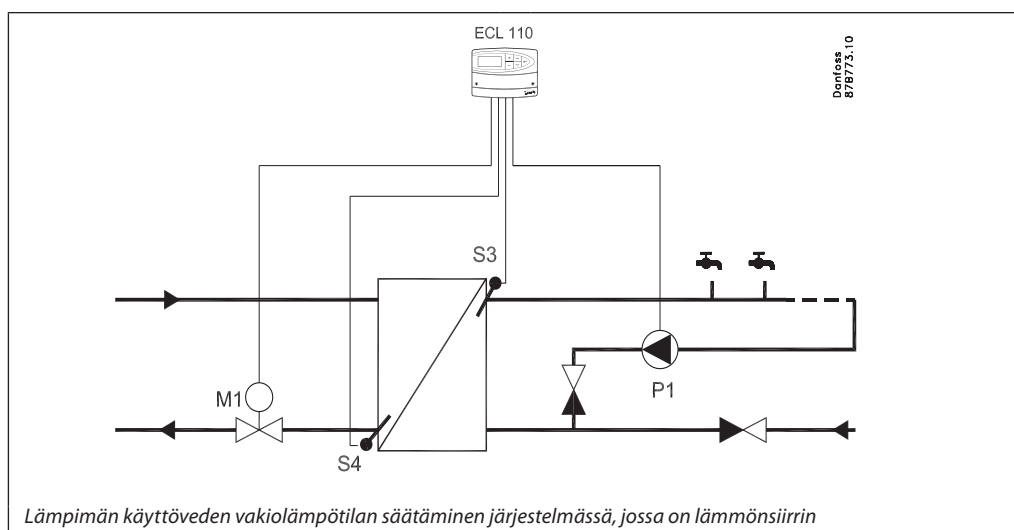 ECL 110
Danfoss
87B773.10
S3
M1
P1
S4
Lämpimän käyttöveden vakiolämpötilan säätäminen järjestelmässä, jossa on lämmönsiirrin